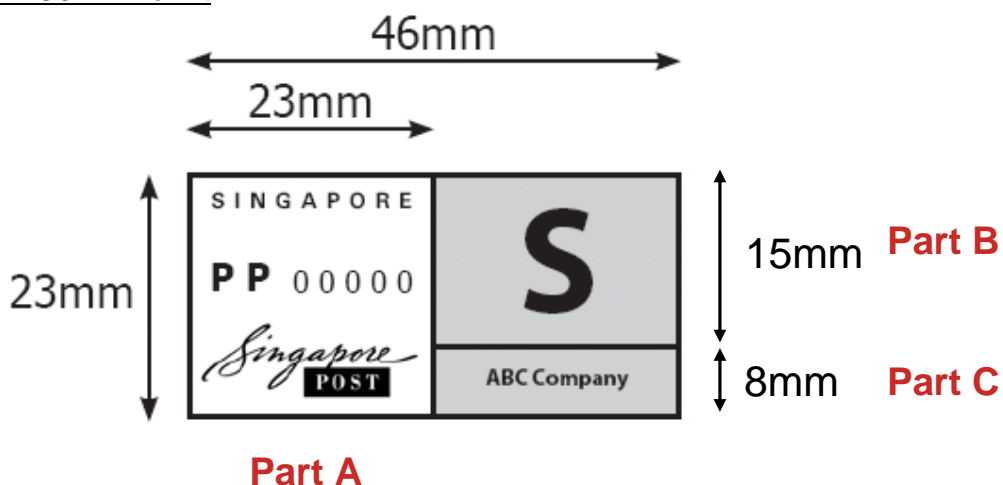 46mm
23mm
SINGAPORE
PP 00000
Singapore
POST
23mm
S
ABC Company
15mm
Part B
8mm
Part C
Part A